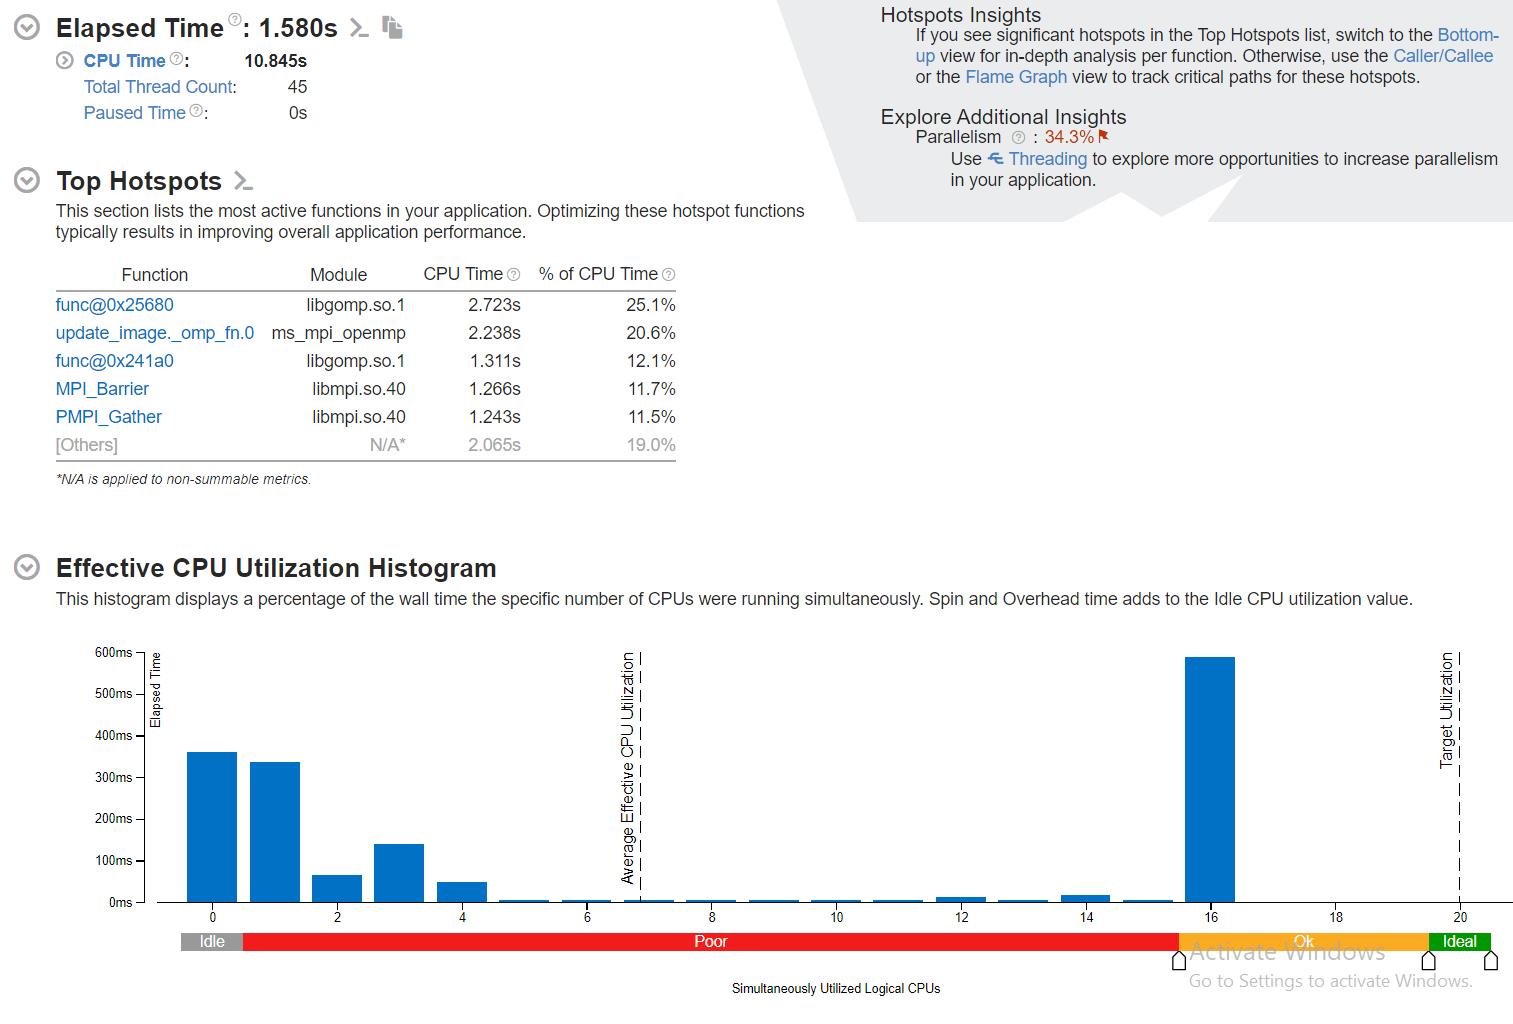 Elapsed Time ?: 1.580s
CPU Time ?: 10.845s
Total Thread Count: 45
Paused Time ?: 0s
Hotspots Insights
If you see significant hotspots in the Top Hotspots list, switch to the Bottom-
up view for in-depth analysis per function. Otherwise, use the Caller/Callee
or the Flame Graph view to track critical paths for these hotspots.
Explore Additional Insights
Parallelism ? : 34.3%
Use Threading to explore more opportunities to increase parallelism
in your application.
Top Hotspots
This section lists the most active functions in your application. Optimizing these hotspot functions
typically results in improving overall application performance.
Function Module CPU Time ? % of CPU Time ?
func@0x25680 libgomp.so.1 2.723s 25.1%
update_image._omp_fn.0 ms_mpi_openmp 2.238s 20.6%
func@0x241a0 libgomp.so.1 1.311s 12.1%
MPI_Barrier libmpi.so.40 1.266s 11.7%
PMPI_Gather libmpi.so.40 1.243s 11.5%
[Others] N/A* 2.065s 19.0%
*N/A is applied to non-summable metrics.
Effective CPU Utilization Histogram
This histogram displays a percentage of the wall time the specific number of CPUs were running simultaneously. Spin and Overhead time adds to the Idle CPU utilization value.
600ms
500ms
400ms
300ms
200ms
100ms
0ms
Elapsed Time
Average Effective CPU Utilization
Target Utilization
0 2 4 6 8 10 12 14 16 18 20
Idle Poor Ok Ideal
Simultaneously Utilized Logical CPUs
Activate Windows
Go to Settings to activate Windows.